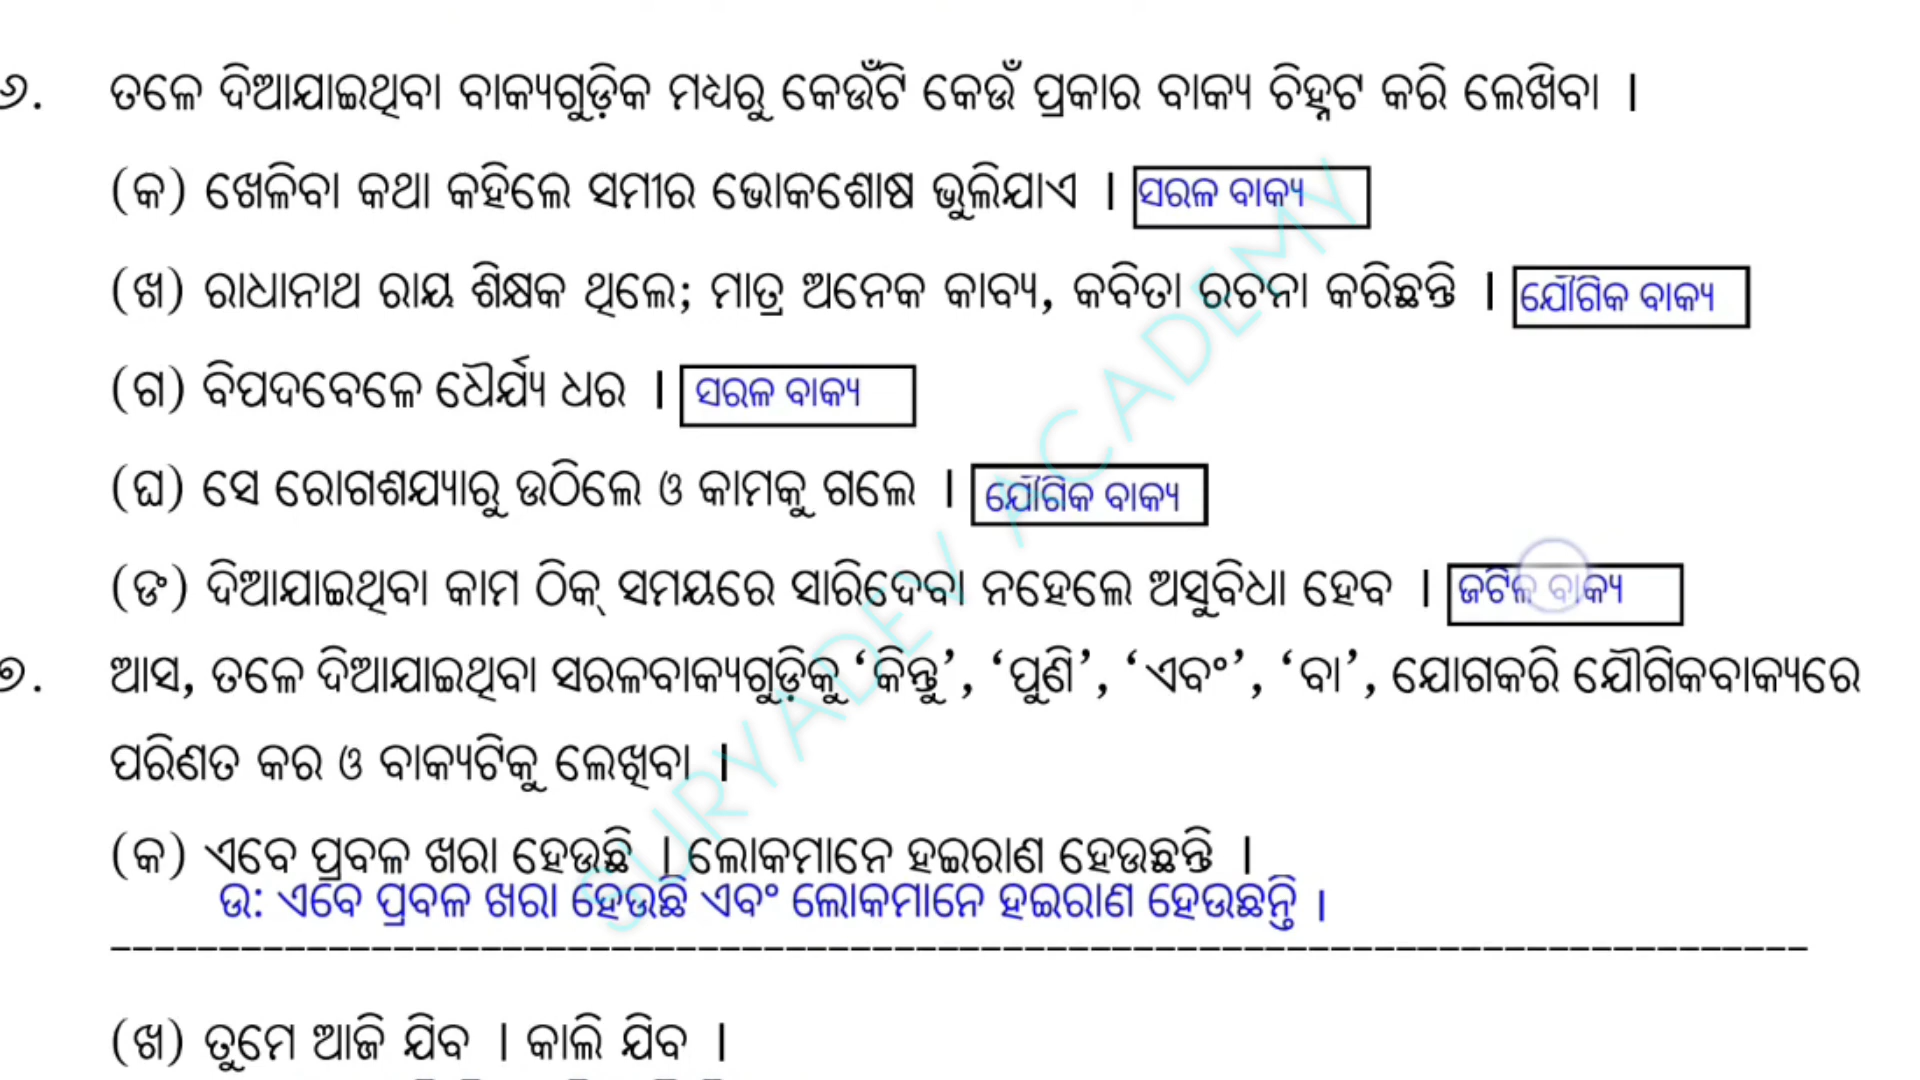 ୬. ତଳେ ଦିଆଯାଇଥିବା ବାକ୍ୟଗୁଡ଼ିକ ମଧ୍ୟରୁ କେଉଁଟି କେଉଁ ପ୍ରକାର ବାକ୍ୟ ଚିହ୍ନଟ କରି ଲେଖିବା ।
(କ) ଖେଳିବା କଥା କହିଲେ ସମୀର ଭୋକଶୋଷ ଭୁଲିଯାଏ । ସରଳ ବାକ୍ୟ
(ଖ) ରାଧାନାଥ ରାୟ ଶିକ୍ଷକ ଥିଲେ; ମାତ୍ର ଅନେକ କାବ୍ୟ, କବିତା ରଚନା କରିଛନ୍ତି । ଯୌଗିକ ବାକ୍ୟ
(ଗ) ବିପଦବେଳେ ଧୈର୍ଯ୍ୟ ଧର । ସରଳ ବାକ୍ୟ
(ଘ) ସେ ରୋଗଶଯ୍ୟାରୁ ଉଠିଲେ ଓ କାମକୁ ଗଲେ । ଯୌଗିକ ବାକ୍ୟ
(ଙ) ଦିଆଯାଇଥିବା କାମ ଠିକ୍ ସମୟରେ ସାରିଦେବା ନହେଲେ ଅସୁବିଧା ହେବ । ଜଟିଳ ବାକ୍ୟ
୭. ଆସ, ତଳେ ଦିଆଯାଇଥିବା ସରଳବାକ୍ୟଗୁଡ଼ିକୁ ‘କିନ୍ତୁ’, ‘ପୁଣି’, ‘ଏବଂ’, ‘ବା’, ଯୋଗକରି ଯୌଗିକବାକ୍ୟରେ
ପରିଣତ କର ଓ ବାକ୍ୟଟିକୁ ଲେଖିବା ।
(କ) ଏବେ ପ୍ରବଳ ଖରା ହେଉଛି । ଲୋକମାନେ ହଇରାଣ ହେଉଛନ୍ତି ।
ଉ: ଏବେ ପ୍ରବଳ ଖରା ହେଉଛି ଏବଂ ଲୋକମାନେ ହଇରାଣ ହେଉଛନ୍ତି ।
(ଖ) ତୁମେ ଆଜି ଯିବ । କାଲି ଯିବ ।
SURYADEV ACADEMY